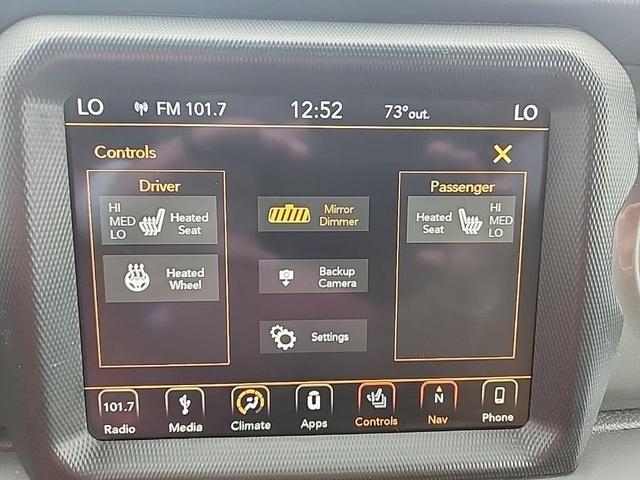 LO FM 101.7 12:52 73°out. LO
Controls
Driver
HI
MED
LO
Heated
Seat
Heated
Wheel
Mirror
Dimmer
Backup
Camera
Settings
Passenger
Heated
Seat
HI
MED
LO
101.7
Radio
Media
Climate
Apps
Controls
N
Nav
Phone